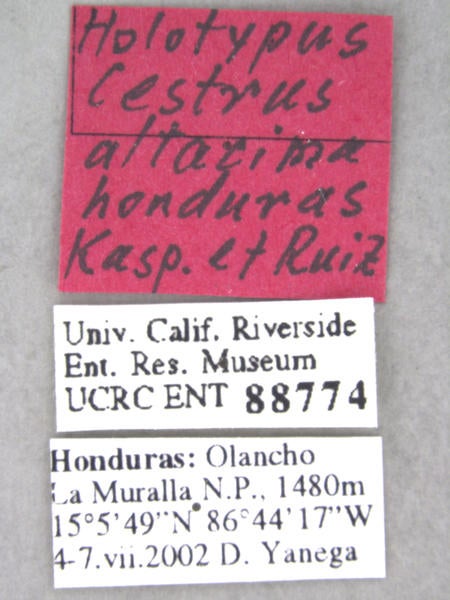 Holotypus
Cestrus
altazima
honduras
Kasp. et Ruiz
Univ. Calif. Riverside
Ent. Res. Museum
UCRC ENT 88774
Honduras: Olancho
La Muralla N.P., 1480m
15°5'49"N 86°44'17"W
4-7.vii.2002 D. Yanega